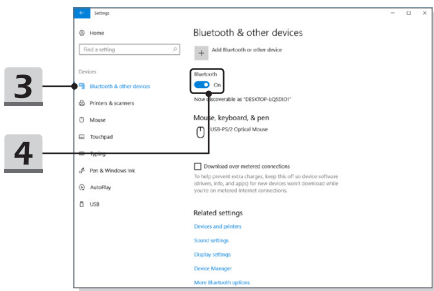 Settings
Home
Find a setting
Devices
Bluetooth & other devices
Printers & scanners
Mouse
Touchpad
Typing
Pen & Windows Ink
AutoPlay
USB
Bluetooth & other devices
Add Bluetooth or other device
Bluetooth
On
Now discoverable as "DESKTOP-LQ5DIO!"
Mouse, keyboard, & pen
USB-PS/2 Optical Mouse
Download over metered connections
To help prevent extra charges, keep this off so device software
(drivers, info, and apps) for new devices won't download while
you're on metered Internet connections.
Related settings
Devices and printers
Sound settings
Display settings
Device Manager
More Bluetooth options
3
4